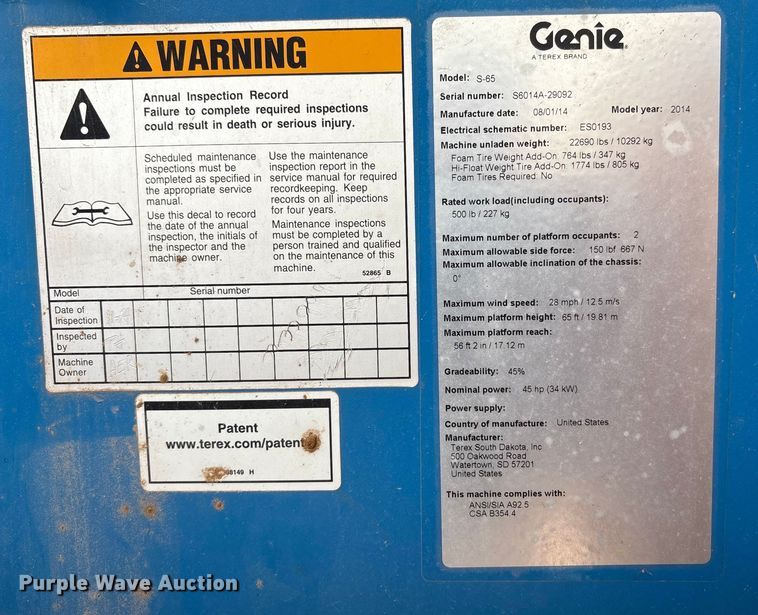 WARNING
Annual Inspection Record
Failure to complete required inspections
could result in death or serious injury.
Scheduled maintenance
inspections must be
completed as specified in
the appropriate service
manual.
Use this decal to record
the date of the annual
inspection, the initials of
the inspector and the
machine owner.
Use the maintenance
inspection report in the
service manual for required
recordkeeping. Keep
records on all inspections
for four years.
Maintenance inspections
must be completed by a
person trained and qualified
on the maintenance of this
machine.
52865 B
Model Serial number
Date of
Inspection
Inspected
by
Machine
Owner
Patent
www.terex.com/patent
H
Genie
A TEREX BRAND
Model: S-65
Serial number: S6014A-29092
Manufacture date: 08/01/14 Model year: 2014
Electrical schematic number: ES0193
Machine unladen weight: 22690 lbs / 10292 kg
Foam Tire Weight Add-On: 764 lbs / 347 kg
Hi-Float Weight Tire Add-On: 1774 lbs / 805 kg
Foam Tires Required: No
Rated work load(including occupants):
500 lb / 227 kg
Maximum number of platform occupants: 2
Maximum allowable side force: 150 lbf 667 N
Maximum allowable inclination of the chassis:
0°
Maximum wind speed: 28 mph / 12.5 m/s
Maximum platform height: 65 ft / 19.81 m
Maximum platform reach:
56 ft 2 in / 17.12 m
Gradeability: 45%
Nominal power: 45 hp (34 kW)
Power supply:
Country of manufacture: United States
Manufacturer:
Terex South Dakota, Inc
500 Oakwood Road
Watertown, SD 57201
United States
This machine complies with:
ANSI/SIA A92.5
CSA B354.4
Purple Wave Auction